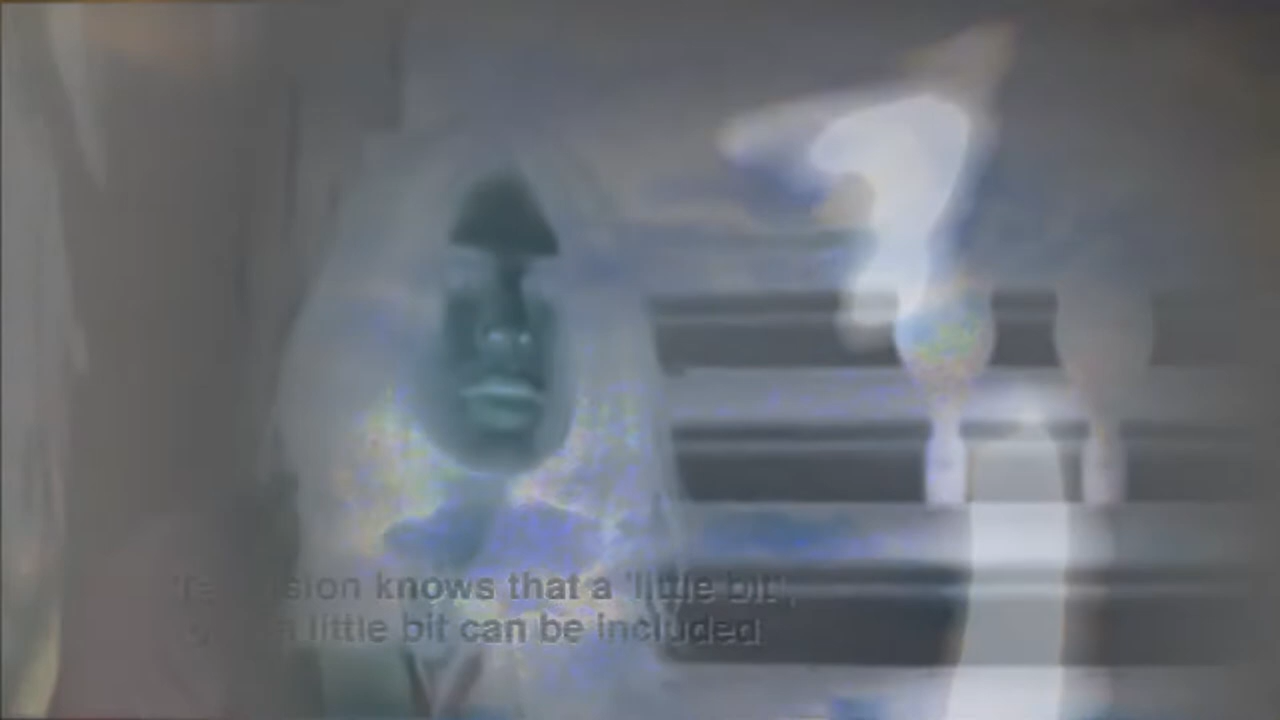 knows that a 'little bit',
little bit can be included